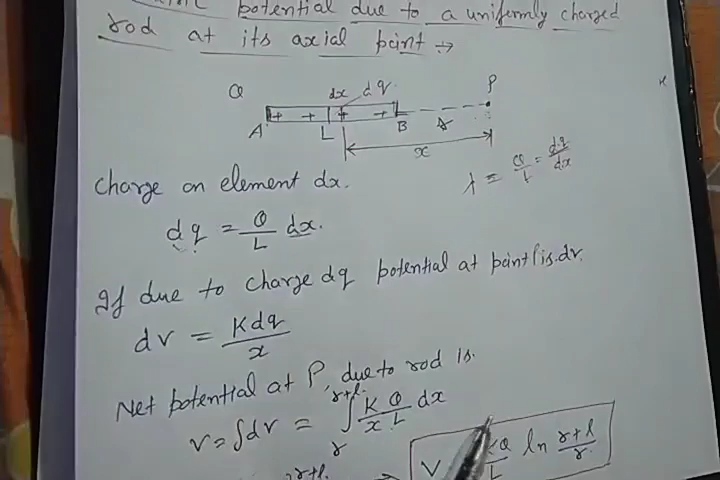 potential due to a uniformly charged
rod at its axial point →
Q dx dq P
+ + + +
A L B r
x
λ = Q/L = dq/dx
Charge on element dx.
dq = Q/L dx.
If due to charge dq potential at point P is dv.
dv = Kdq/x
Net potential at P, due to rod is.
V = ∫dv = ∫ r r+l K/x Q/L dx
V KQ/L ln r+l/r
r+l